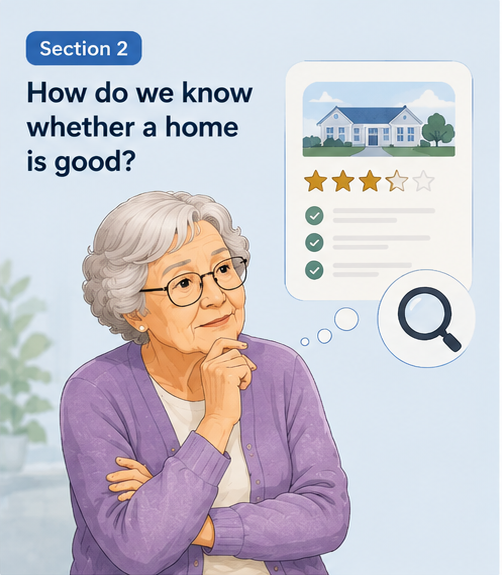 Section 2
How do we know
whether a home
is good?